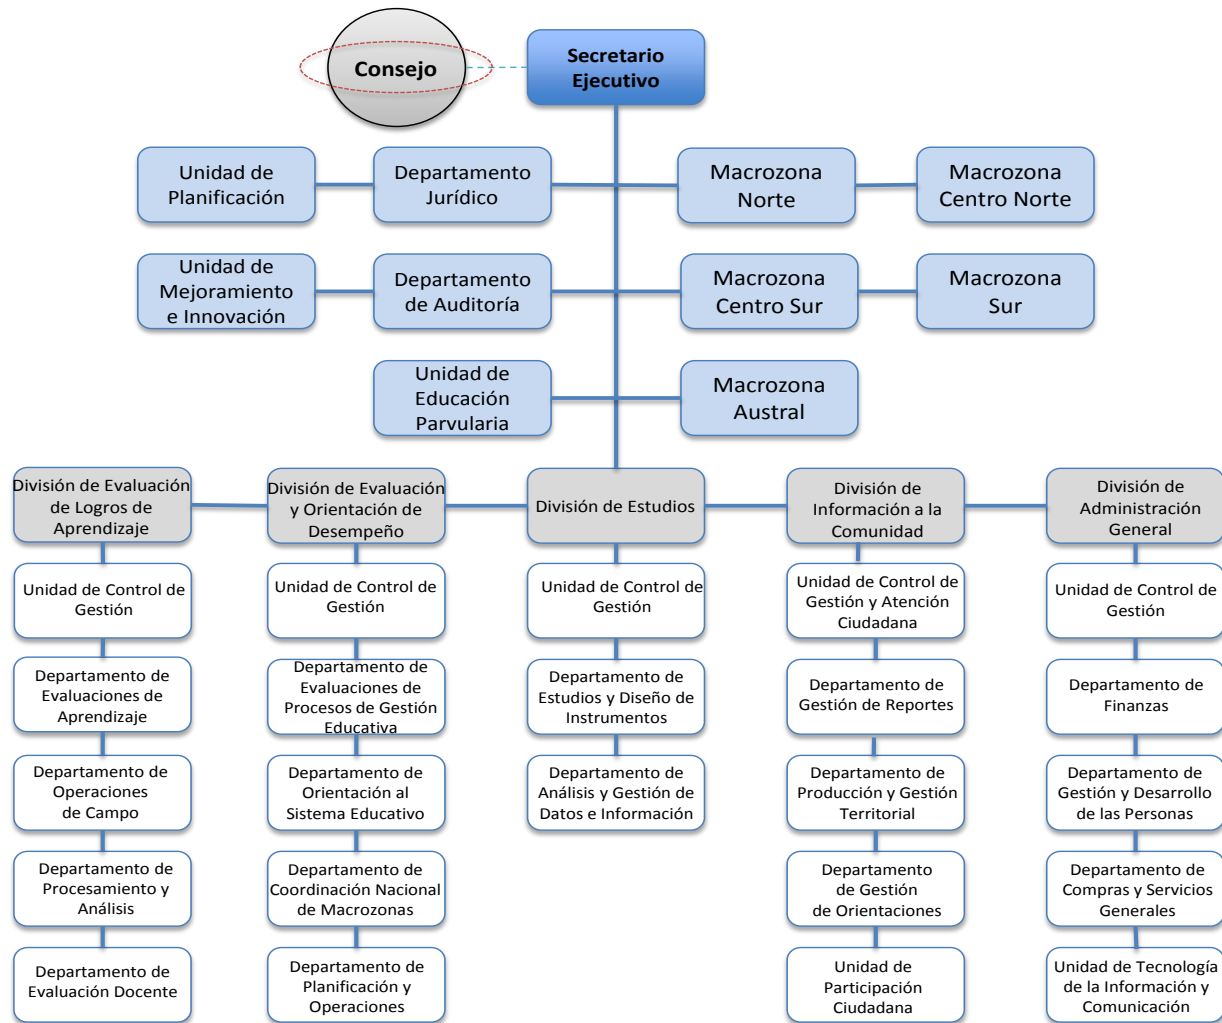 Consejo
Secretario
Ejecutivo
Unidad de
Planificación
Departamento
Jurídico
Macrozona
Norte
Macrozona
Centro Norte
Unidad de
Mejoramiento
e Innovación
Departamento
de Auditoría
Macrozona
Centro Sur
Macrozona
Sur
Unidad de
Educación
Parvularia
Macrozona
Austral
División de Evaluación
de Logros de
Aprendizaje
División de Evaluación
y Orientación de
Desempeño
División de Estudios
División de
Información a la
Comunidad
División de
Administración
General
Unidad de Control de
Gestión
Unidad de Control de
Gestión
Unidad de Control de
Gestión
Unidad de Control de
Gestión y Atención
Ciudadana
Unidad de Control de
Gestión
Departamento de
Evaluaciones de
Aprendizaje
Departamento de
Evaluaciones de
Procesos de Gestión
Educativa
Departamento de
Estudios y Diseño de
Instrumentos
Departamento de
Gestión de Reportes
Departamento de
Finanzas
Departamento de
Operaciones
de Campo
Departamento de
Orientación al
Sistema Educativo
Departamento de
Análisis y Gestión de
Datos e Información
Departamento de
Producción y Gestión
Territorial
Departamento de
Gestión y Desarrollo
de las Personas
Departamento de
Procesamiento y
Análisis
Departamento de
Coordinación Nacional
de Macrozonas
Departamento
de Gestión
de Orientaciones
Departamento de
Compras y Servicios
Generales
Departamento de
Evaluación Docente
Departamento de
Planificación y
Operaciones
Unidad de
Participación
Ciudadana
Unidad de Tecnología
de la Información y
Comunicación